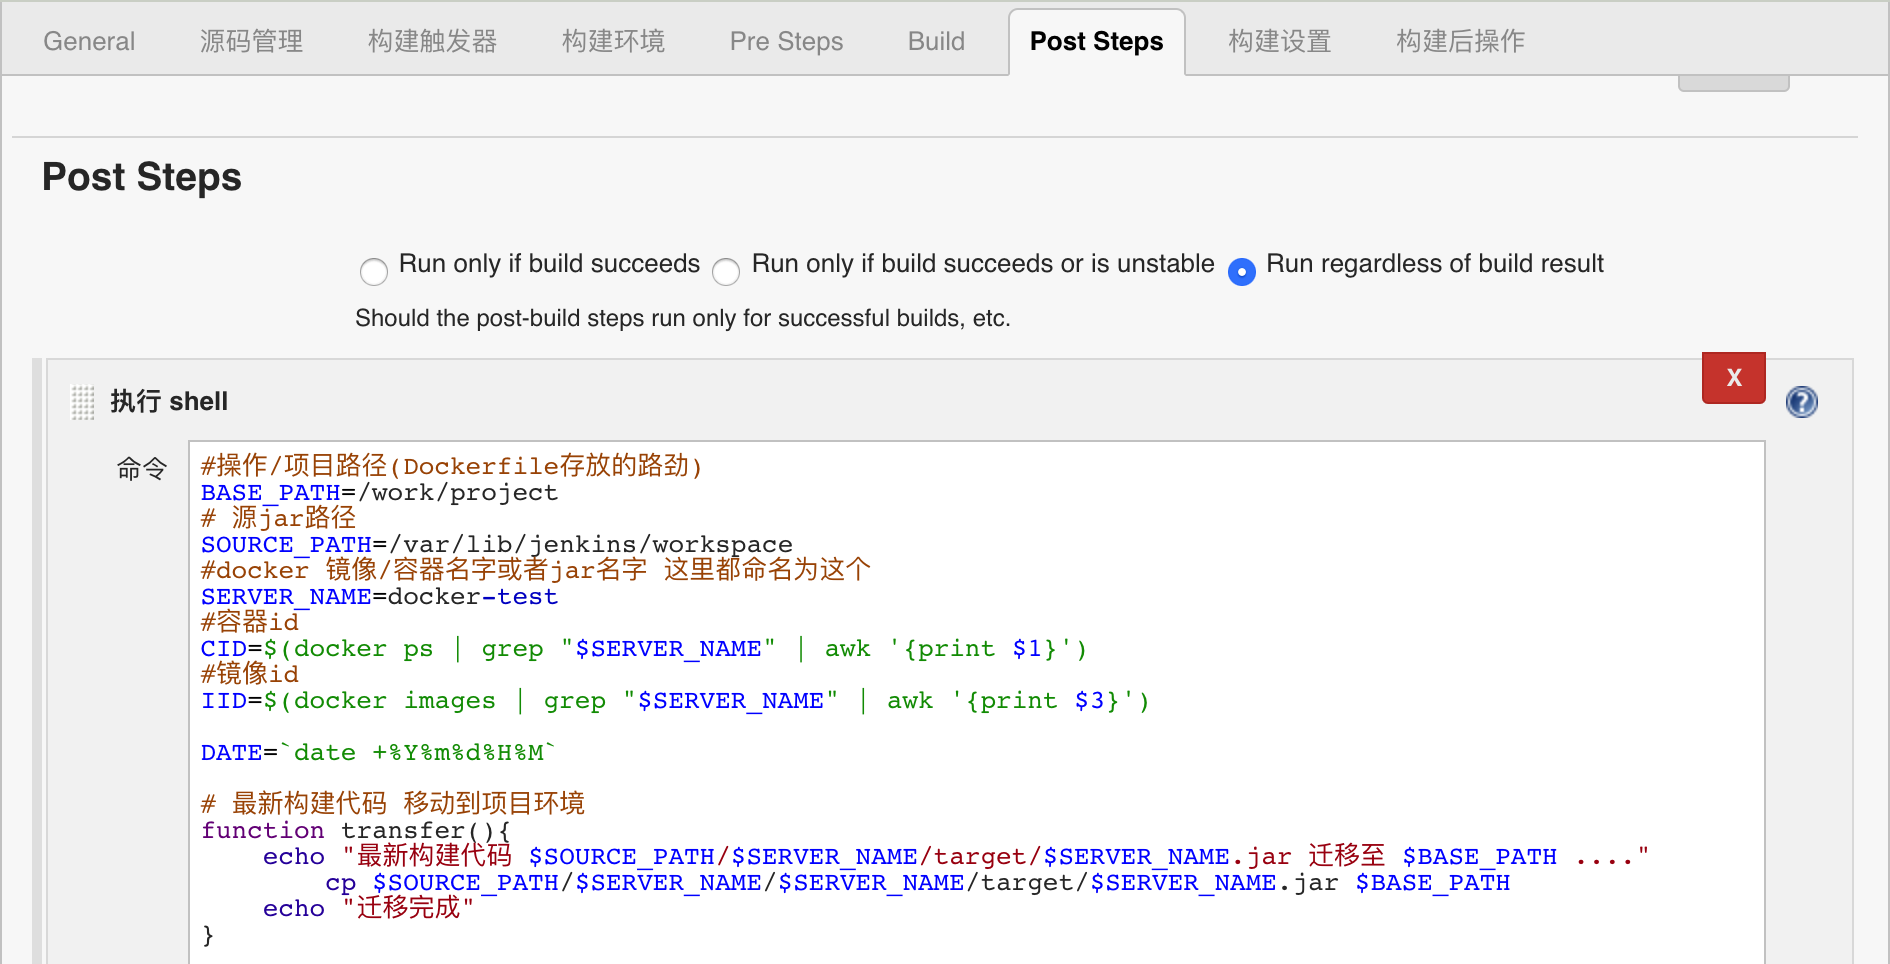 General 源码管理 构建触发器 构建环境 Pre Steps Build Post Steps 构建设置 构建后操作
Post Steps
Run only if build succeeds Run only if build succeeds or is unstable Run regardless of build result
Should the post-build steps run only for successful builds, etc.
执行 shell
X
?
命令
#操作/项目路径(Dockerfile存放的路劲)
BASE_PATH=/work/project
# 源jar路径
SOURCE_PATH=/var/lib/jenkins/workspace
#docker 镜像/容器名字或者jar名字 这里都命名为这个
SERVER_NAME=docker-test
#容器id
CID=$(docker ps | grep "$SERVER_NAME" | awk '{print $1}')
#镜像id
IID=$(docker images | grep "$SERVER_NAME" | awk '{print $3}')
DATE=`date +%Y%m%d%H%M`
# 最新构建代码 移动到项目环境
function transfer(){
echo "最新构建代码 $SOURCE_PATH/$SERVER_NAME/target/$SERVER_NAME.jar 迁移至 $BASE_PATH ...."
cp $SOURCE_PATH/$SERVER_NAME/$SERVER_NAME/target/$SERVER_NAME.jar $BASE_PATH
echo "迁移完成"
}